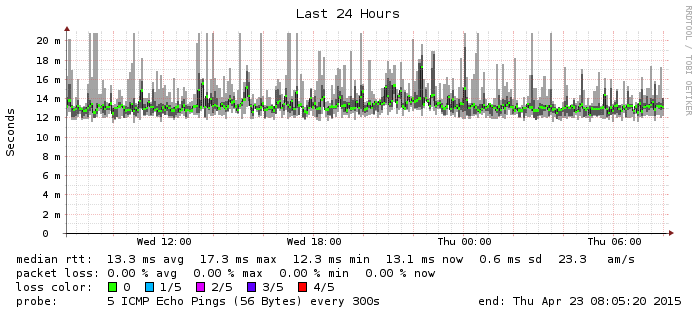 Last 24 Hours
RRDTOOL / TOBI OETIKER
Seconds
20 m
18 m
16 m
14 m
12 m
10 m
8 m
6 m
4 m
2 m
0
Wed 12:00 Wed 18:00 Thu 00:00 Thu 06:00
median rtt: 13.3 ms avg 17.3 ms max 12.3 ms min 13.1 ms now 0.6 ms sd 23.3 am/s
packet loss: 0.00 % avg 0.00 % max 0.00 % min 0.00 % now
loss color: 0 1/5 2/5 3/5 4/5
probe: 5 ICMP Echo Pings (56 Bytes) every 300s end: Thu Apr 23 08:05:20 2015